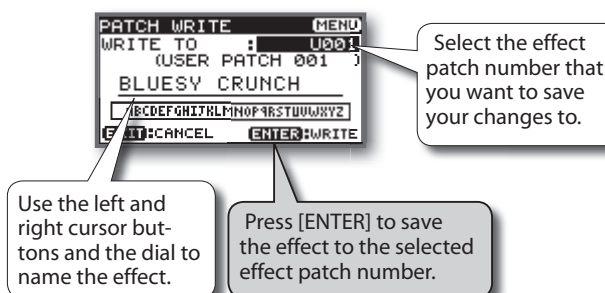 PATCH WRITE MENU
WRITE TO : U001
(USER PATCH 001 )
BLUESY CRUNCH
ABCDEFGHIJKLMNOPQRSTUVWXYZ
EXIT:CANCEL ENTER:WRITE
Select the effect
patch number that
you want to save
your changes to.
Use the left and
right cursor but-
tons and the dial to
name the effect.
Press [ENTER] to save
the effect to the selected
effect patch number.